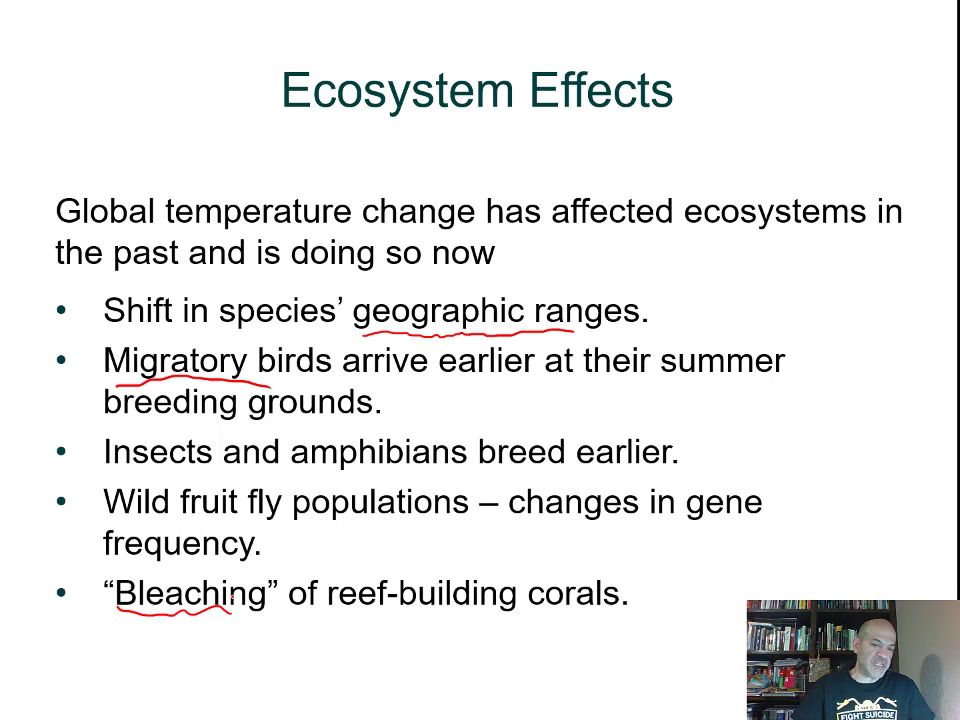 Ecosystem Effects
Global temperature change has affected ecosystems in
the past and is doing so now
• Shift in species’ geographic ranges.
• Migratory birds arrive earlier at their summer
breeding grounds.
• Insects and amphibians breed earlier.
• Wild fruit fly populations – changes in gene
frequency.
• “Bleaching” of reef-building corals.
FIGHT SUICIDE